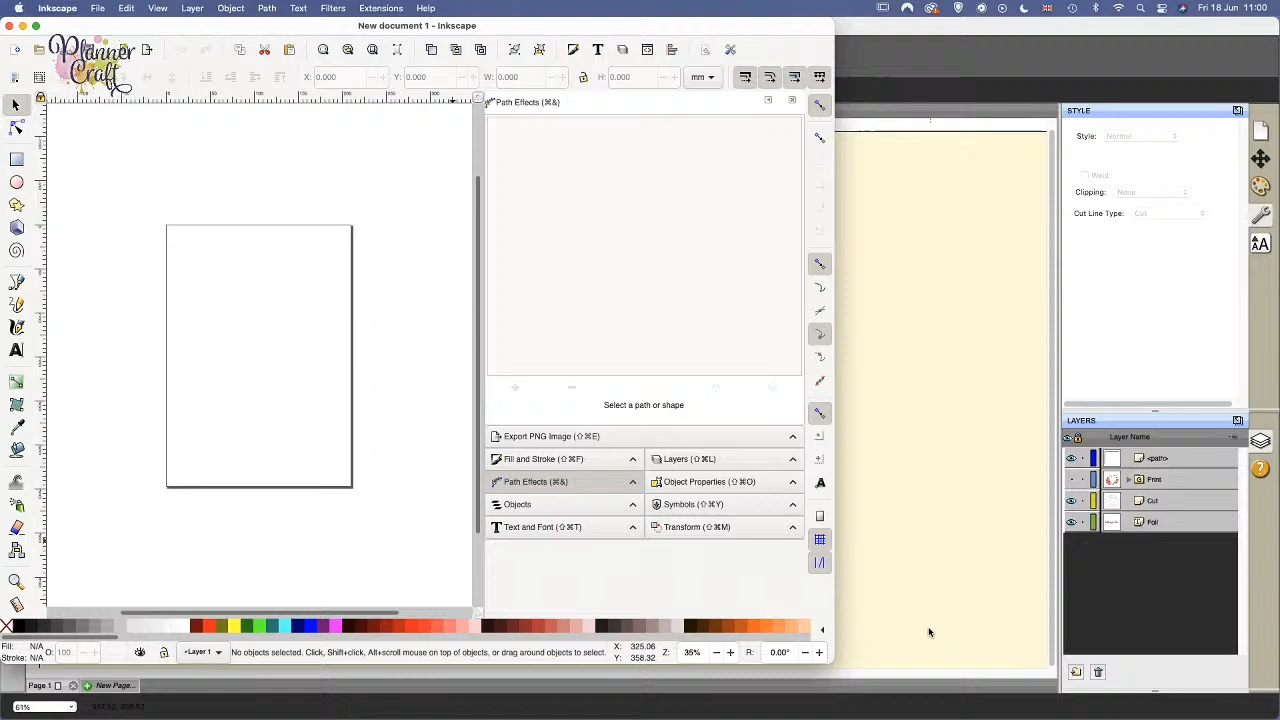 Inkscape File Edit View Layer Object Path Text Filters Extensions Help Fri 18 Jun 11:00
New document 1 - Inkscape
Planner
Craft
X: 0.000 Y: 0.000 W: 0.000 H: 0.000 mm
Path Effects (⌘&)
STYLE
Style: Normal
Weld
Clipping: None
Cut Line Type: Cut
Select a path or shape
LAYERS
Layer Name
Export PNG Image (⇧⌘E)
<path>
Fill and Stroke (⇧⌘F) Layers (⇧⌘L)
Path Effects (⌘&) Object Properties (⇧⌘O)
Print
Objects Symbols (⇧⌘Y)
Cut
Text and Font (⇧⌘T) Transform (⇧⌘M)
Foil
Fill: N/A
Stroke: N/A
O: 100
Layer 1
No objects selected. Click, Shift+click, Alt+scroll mouse on top of objects, or drag around objects to select.
X: 325.06
Y: 358.32
Z: 35%
R: 0.00°
Page 1 New Page...
61%